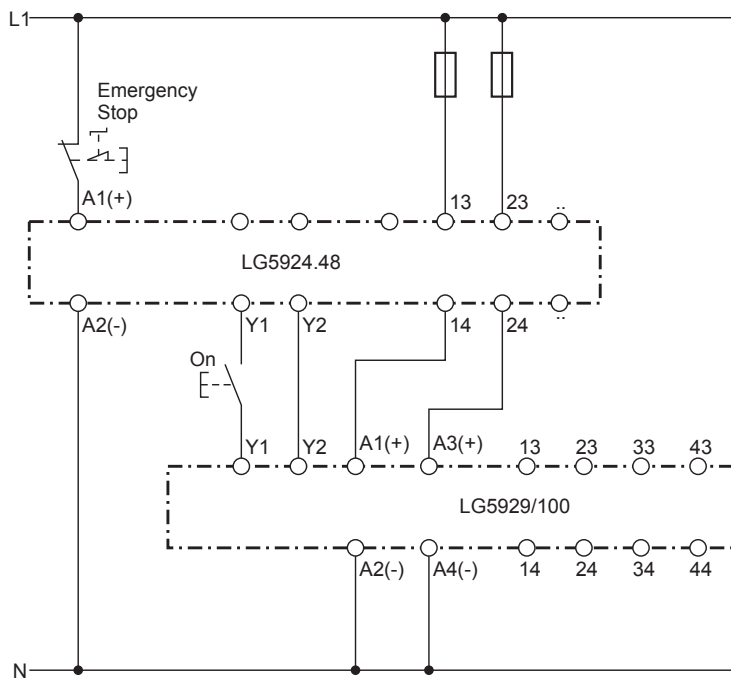 L1
Emergency
Stop
A1(+) 13 23 ..
LG5924.48
A2(-) Y1 Y2 14 24 ..
On
Y1 Y2 A1(+) A3(+) 13 23 33 43
LG5929/100
A2(-) A4(-) 14 24 34 44
N